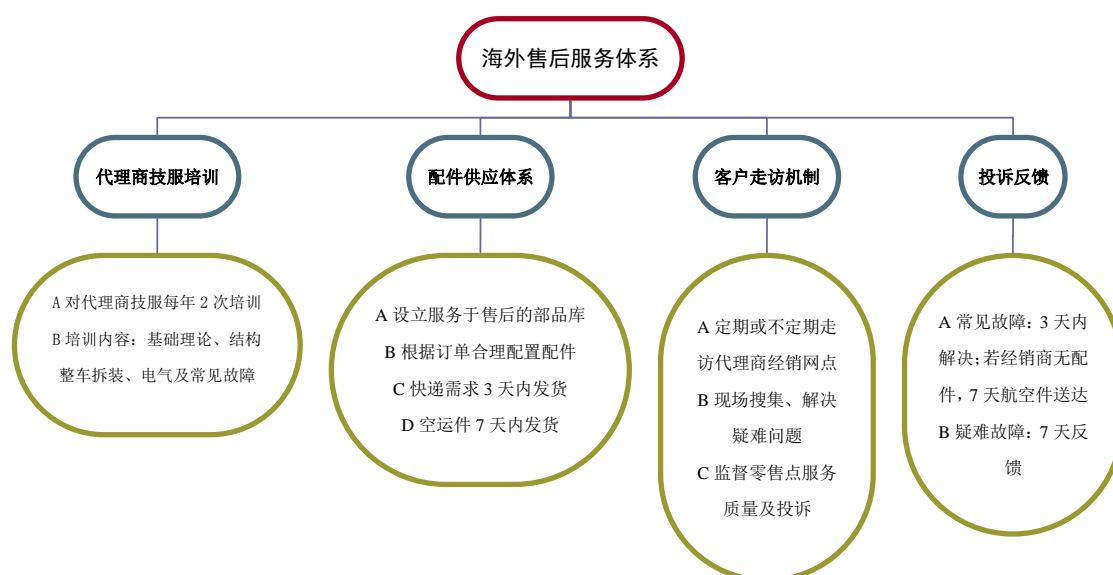 海外售后服务体系
代理商技服培训
配件供应体系
客户走访机制
投诉反馈
A 对代理商技服每年 2 次培训
B 培训内容：基础理论、结构
整车拆装、电气及常见故障
A 设立服务于售后的部品库
B 根据订单合理配置配件
C 快递需求 3 天内发货
D 空运件 7 天内发货
A 定期或不定期走
访代理商经销网点
B 现场搜集、解决
疑难问题
C 监督零售点服务
质量及投诉
A 常见故障：3 天内
解决；若经销商无配
件，7 天航空件送达
B 疑难故障：7 天反
馈